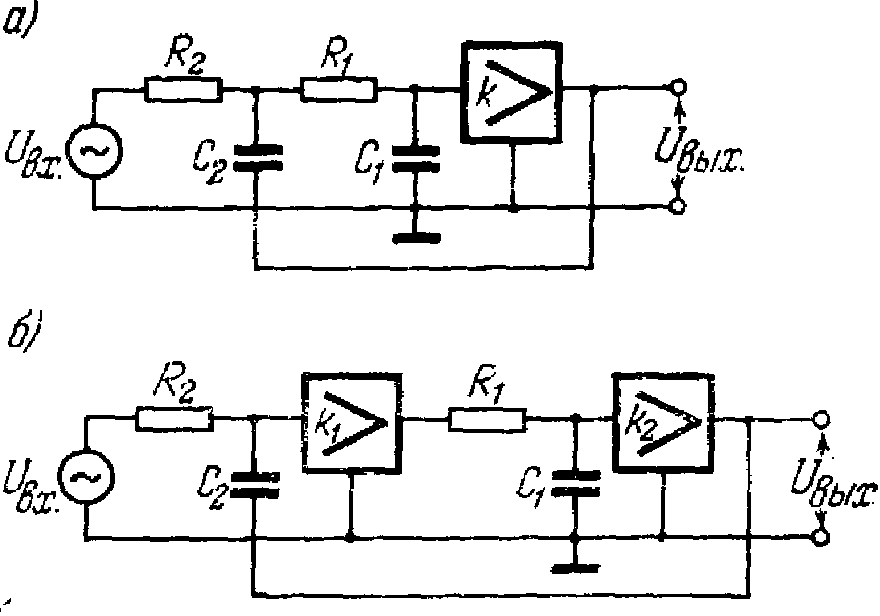 а)
R₂ R₁
k
Uвх. C₂ C₁ Uвых.
б)
R₂ R₁
k₁ k₂
Uвх. C₂ C₁ Uвых.